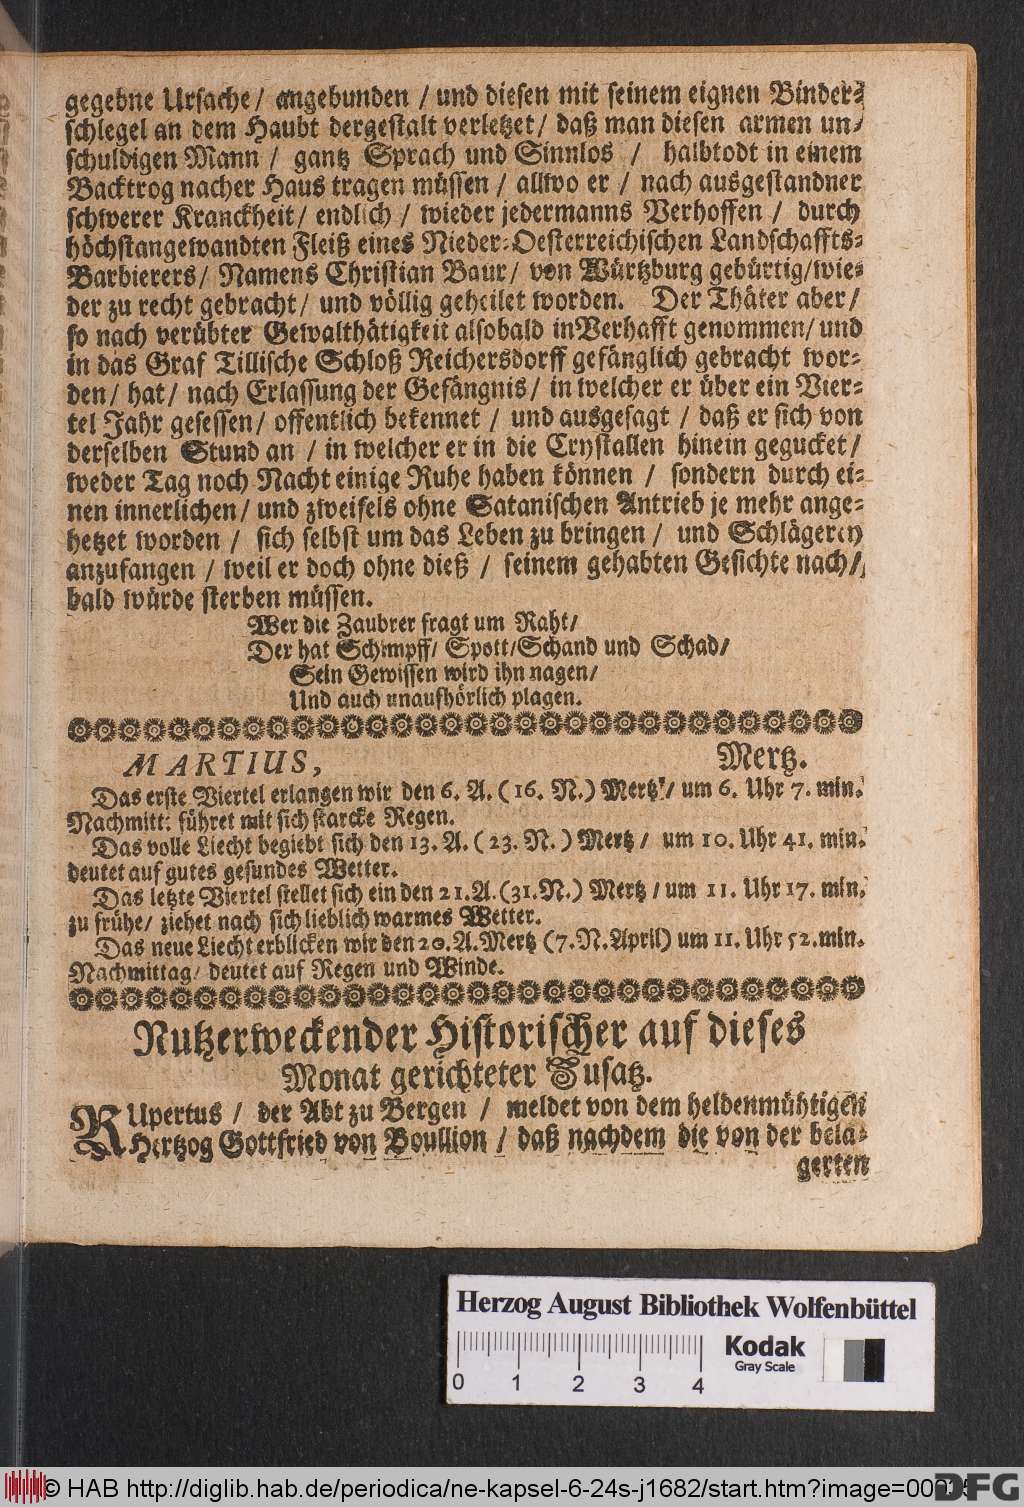 gegebne Ursache/ angebunden / und diesen mit seinem eignen Binder-
schlegel an dem Haubt dergestalt verletzet/ daß man diesen armen un-
schuldigen Mann / gantz Sprach und Sinnlos / halbtodt in einem
Backtrog nacher Haus tragen müssen / allwo er / nach ausgestandner
schwerer Kranckheit/ endlich / wieder jedermanns Verhoffen / durch
höchstangewandten Fleiß eines Nieder-Oesterreichischen Landschaffts-
Barbierers/ Namens Christian Baur/ von Würtzburg gebürtig/wie-
der zu recht gebracht/ und völlig geheilet worden. Der Thäter aber/
so nach verübter Gewalthätigkeit alsobald inVerhafft genommen/ und
in das Graf Tillische Schloß Reichersdorff gefänglich gebracht wor-
den/ hat/ nach Erlassung der Gefängnis/ in welcher er über ein Vier-
tel Jahr gesessen/ offentlich bekennet / und ausgesagt / daß er sich von
derselben Stund an / in welcher er in die Crystallen hinein gegucket/
weder Tag noch Nacht einige Ruhe haben können / sondern durch ei-
nen innerlichen/ und zweifels ohne Satanischen Antrieb je mehr ange-
hetzet worden / sich selbst um das Leben zu bringen / und Schlägerey
anzufangen / weil er doch ohne dieß / seinem gehabten Gesichte nach/
bald würde sterben müssen.
Wer die Zaubrer fragt um Raht/
Der hat Schimpff/ Spott/Schand und Schad/
Sein Gewissen wird ihn nagen/
Und auch unaufhörlich plagen.
MARTIUS, Mertz.
Das erste Viertel erlangen wir den 6. A. (16. N.) Mertz/ um 6. Uhr 7. min.
Nachmitt: führet mit sich starcke Regen.
Das volle Liecht begiebt sich den 13. A. (23. N.) Mertz / um 10. Uhr 41. min.
deutet auf gutes gesundes Wetter.
Das letzte Viertel stellet sich ein den 21. A. (31.N.) Mertz / um 11. Uhr 17. min.
zu frühe/ ziehet nach sich lieblich warmes Wetter.
Das neue Liecht erblicken wir den 20. A. Mertz (7. N. April) um 11. Uhr 52. min.
Nachmittag/ deutet auf Regen und Winde.
Nutzerweckender Historischer auf dieses
Monat gerichteter Zusatz.
RUpertus / der Abt zu Bergen / meldet von dem heldenmühtigen
Hertzog Gottfried von Boullion / daß nachdem die von der bela-
gerten
Herzog August Bibliothek Wolfenbüttel
0 1 2 3 4
Kodak
Gray Scale
© HAB http://diglib.hab.de/periodica/ne-kapsel-6-24s-j1682/start.htm?image=00015
DFG